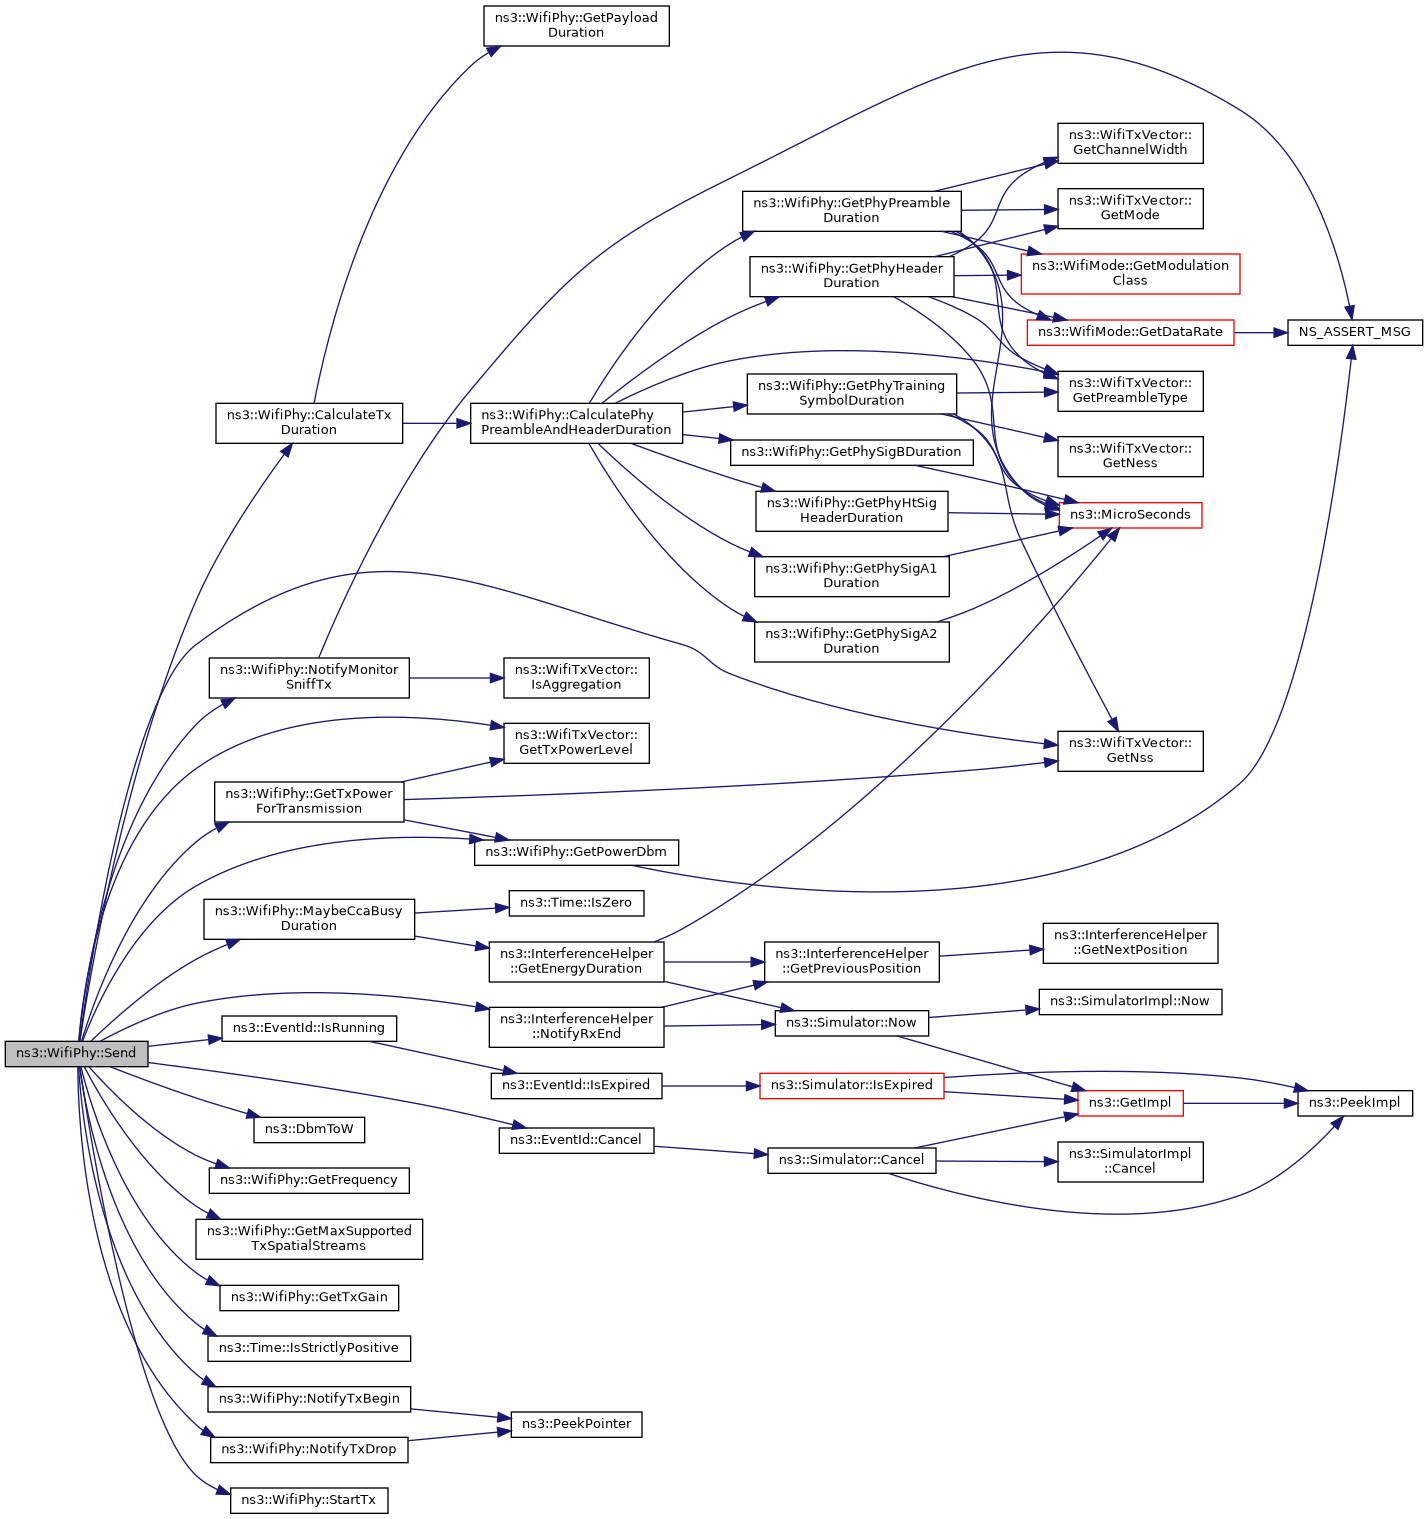 ns3::WifiPhy::GetPayload
Duration
ns3::WifiTxVector::
GetChannelWidth
ns3::WifiPhy::GetPhyPreamble
Duration
ns3::WifiTxVector::
GetMode
ns3::WifiPhy::GetPhyHeader
Duration
ns3::WifiMode::GetModulation
Class
ns3::WifiMode::GetDataRate
NS_ASSERT_MSG
ns3::WifiPhy::CalculateTx
Duration
ns3::WifiPhy::CalculatePhy
PreambleAndHeaderDuration
ns3::WifiPhy::GetPhyTraining
SymbolDuration
ns3::WifiTxVector::
GetPreambleType
ns3::WifiPhy::GetPhySigBDuration
ns3::WifiTxVector::
GetNess
ns3::WifiPhy::GetPhyHtSig
HeaderDuration
ns3::MicroSeconds
ns3::WifiPhy::GetPhySigA1
Duration
ns3::WifiPhy::GetPhySigA2
Duration
ns3::WifiPhy::NotifyMonitor
SniffTx
ns3::WifiTxVector::
IsAggregation
ns3::WifiTxVector::
GetTxPowerLevel
ns3::WifiTxVector::
GetNss
ns3::WifiPhy::GetTxPower
ForTransmission
ns3::WifiPhy::GetPowerDbm
ns3::WifiPhy::MaybeCcaBusy
Duration
ns3::Time::IsZero
ns3::InterferenceHelper
::GetEnergyDuration
ns3::InterferenceHelper
::GetPreviousPosition
ns3::InterferenceHelper
::GetNextPosition
ns3::InterferenceHelper
::NotifyRxEnd
ns3::Simulator::Now
ns3::SimulatorImpl::Now
ns3::WifiPhy::Send
ns3::EventId::IsRunning
ns3::EventId::IsExpired
ns3::Simulator::IsExpired
ns3::GetImpl
ns3::PeekImpl
ns3::DbmToW
ns3::EventId::Cancel
ns3::Simulator::Cancel
ns3::SimulatorImpl
::Cancel
ns3::WifiPhy::GetFrequency
ns3::WifiPhy::GetMaxSupported
TxSpatialStreams
ns3::WifiPhy::GetTxGain
ns3::Time::IsStrictlyPositive
ns3::WifiPhy::NotifyTxBegin
ns3::PeekPointer
ns3::WifiPhy::NotifyTxDrop
ns3::WifiPhy::StartTx